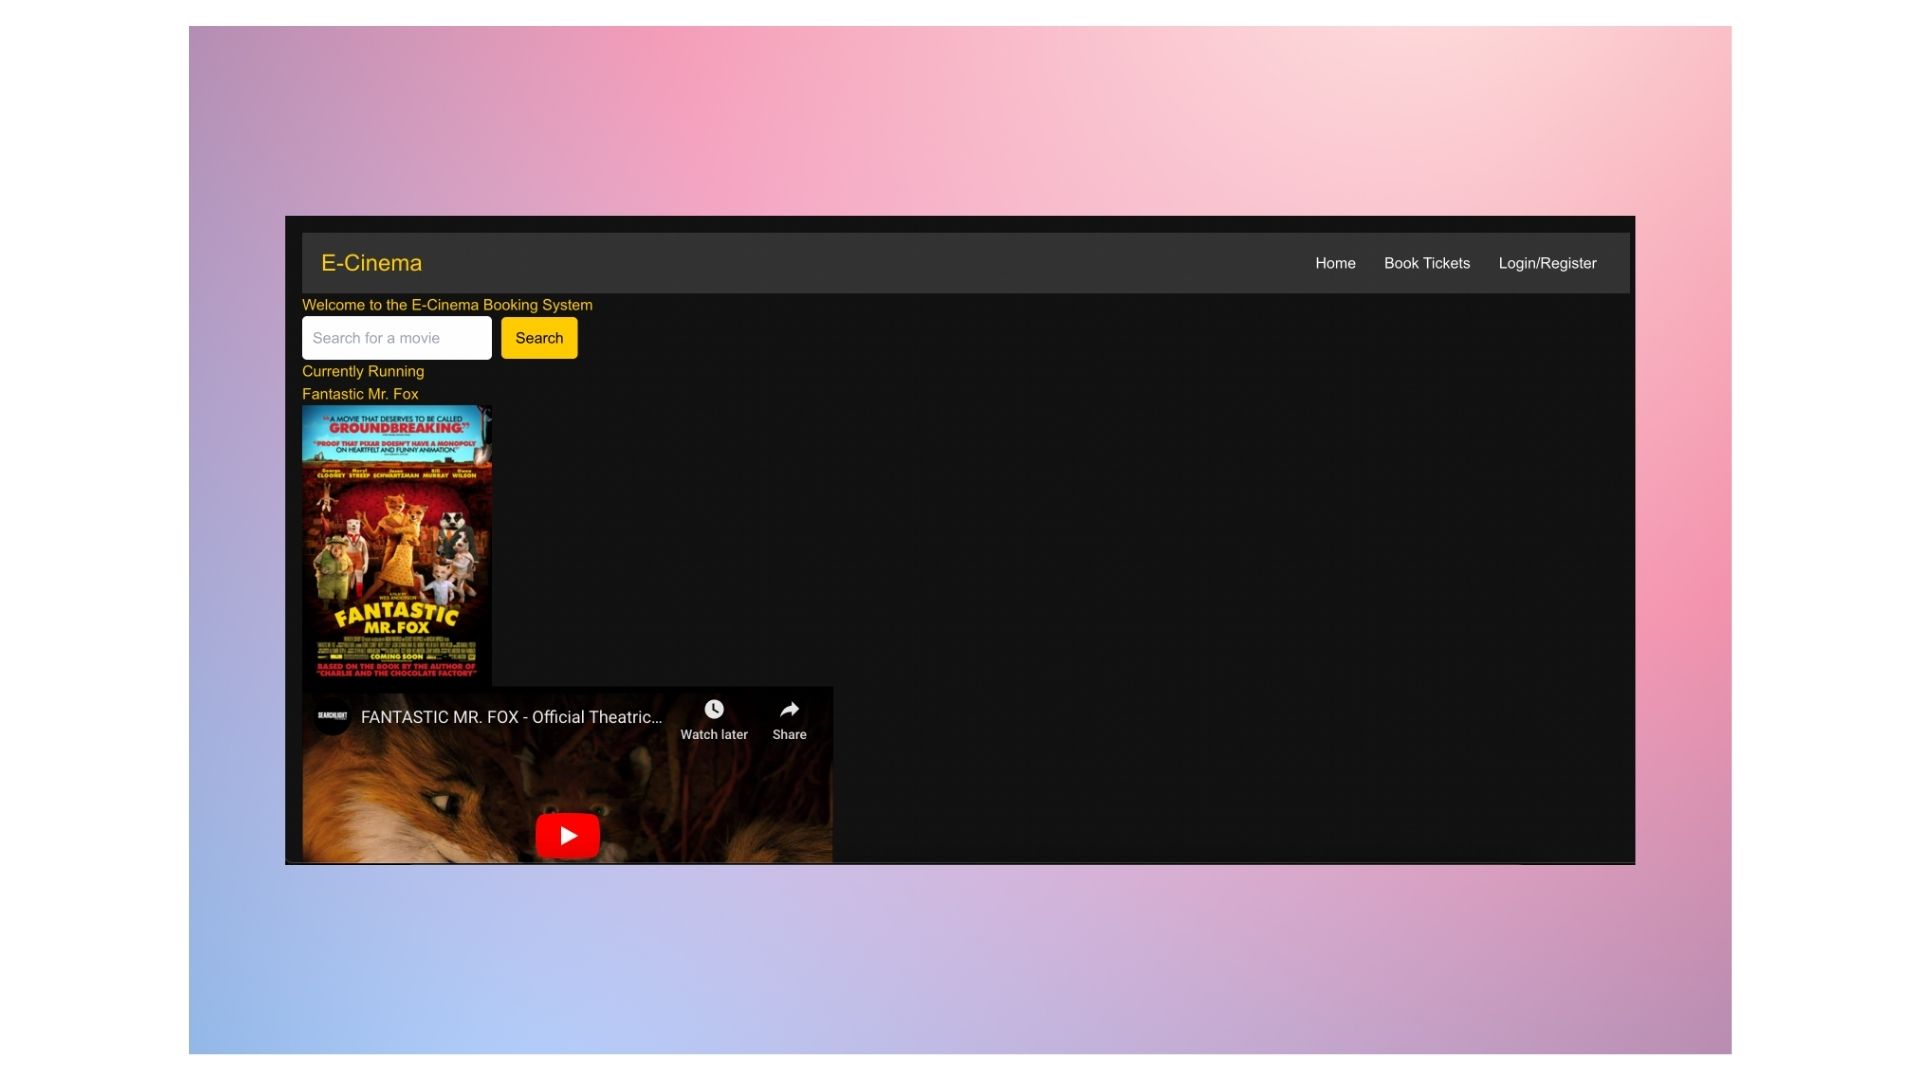 E-Cinema
Home
Book Tickets
Login/Register
Welcome to the E-Cinema Booking System
Search for a movie
Search
Currently Running
Fantastic Mr. Fox
"A MOVIE THAT DESERVES TO BE CALLED
GROUNDBREAKING."
"PROOF THAT PIXAR DOESN'T HAVE A MONOPOLY
ON HEARTFELT AND FUNNY ANIMATION."
George CLOONEY Meryl STREEP Jason SCHWARTZMAN Bill MURRAY Owen WILSON
A FILM BY
WES ANDERSON
FANTASTIC
MR. FOX
COMING SOON
BASED ON THE BOOK BY THE AUTHOR OF
"CHARLIE AND THE CHOCOLATE FACTORY"
SEARCHLIGHT
FANTASTIC MR. FOX - Official Theatric...
Watch later
Share